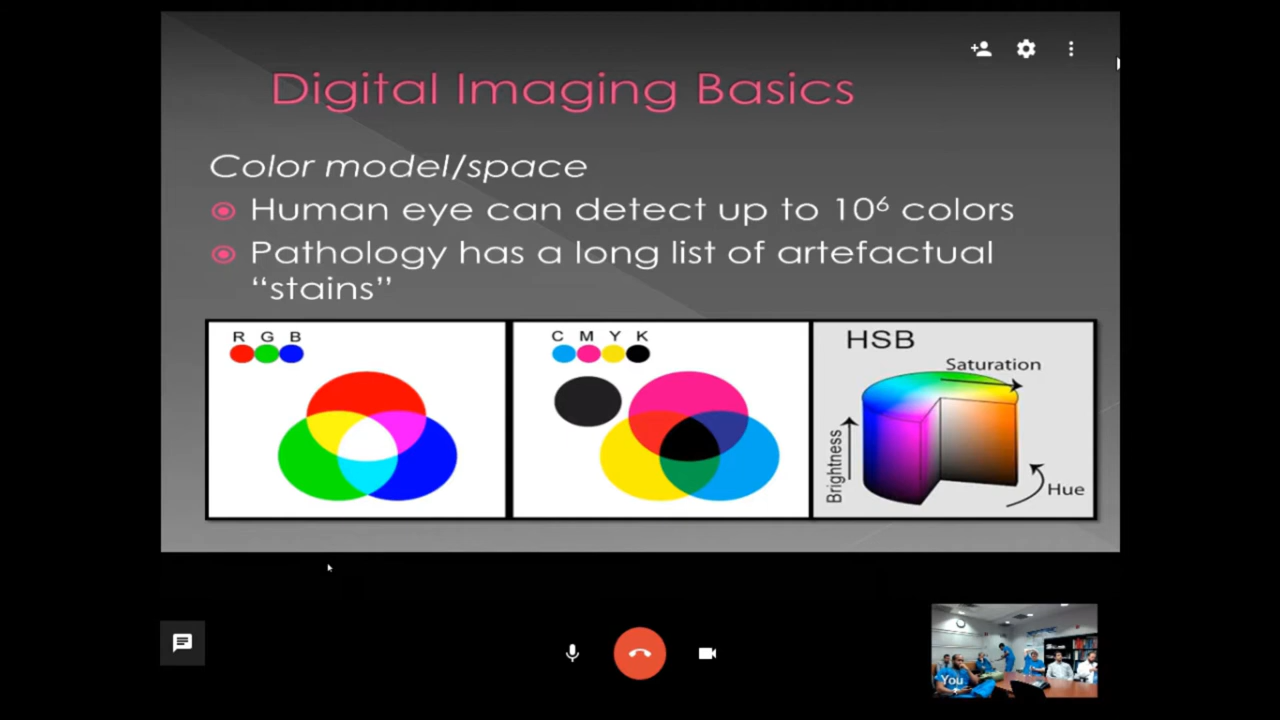 Digital Imaging Basics
Color model/space
Human eye can detect up to 10⁶ colors
Pathology has a long list of artefactual
“stains”
R G B
C M Y K
HSB
Saturation
Brightness
Hue
You